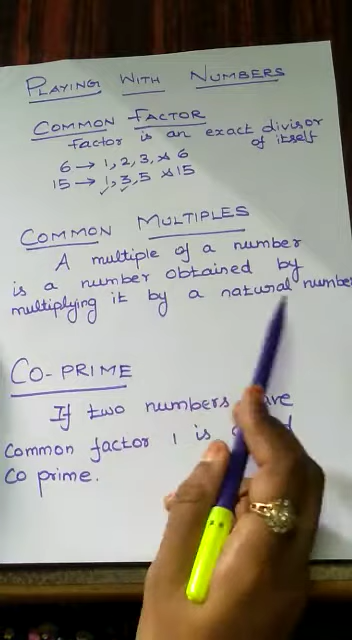 PLAYING WITH NUMBERS
COMMON FACTOR
factor is an exact divisor
of itself
6 → 1, 2, 3, & 6
15 → 1, 3, 5 & 15
COMMON MULTIPLES
A multiple of a number
is a number obtained by
multiplying it by a natural number
CO-PRIME
If two numbers
Common factor 1 is
Co prime.